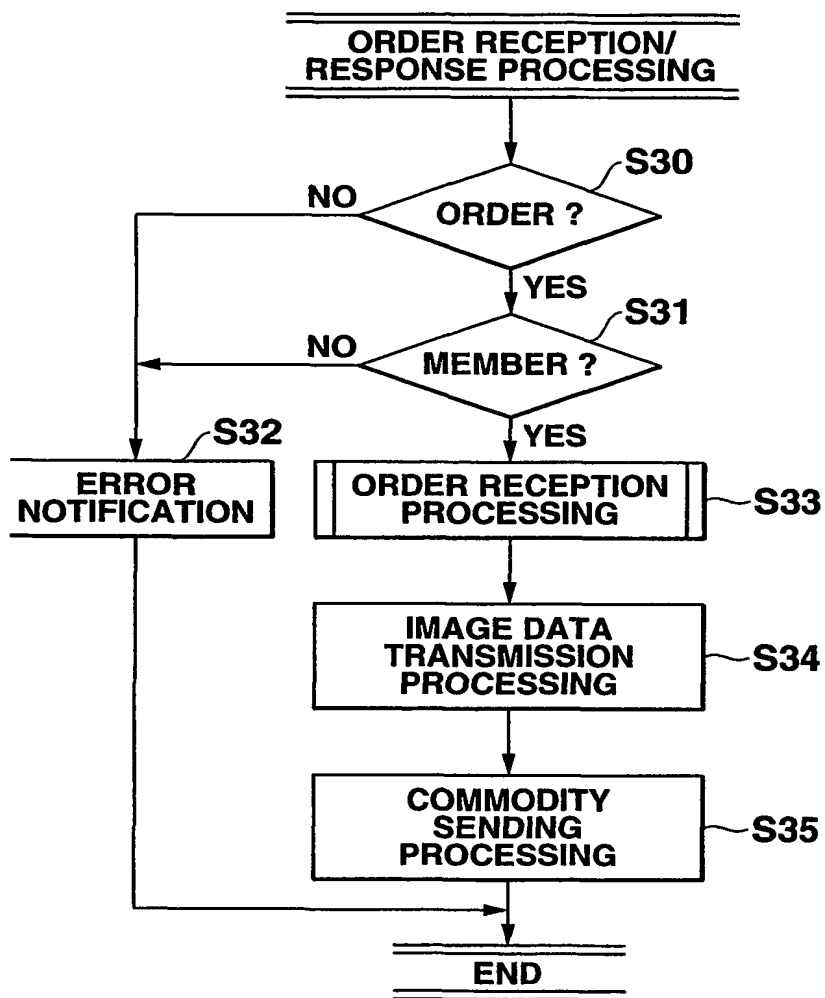 ORDER RECEPTION/
RESPONSE PROCESSING
S30
NO
ORDER ?
YES
S31
NO
MEMBER ?
YES
S32
ERROR
NOTIFICATION
ORDER RECEPTION
PROCESSING
S33
IMAGE DATA
TRANSMISSION
PROCESSING
S34
COMMODITY
SENDING
PROCESSING
S35
END